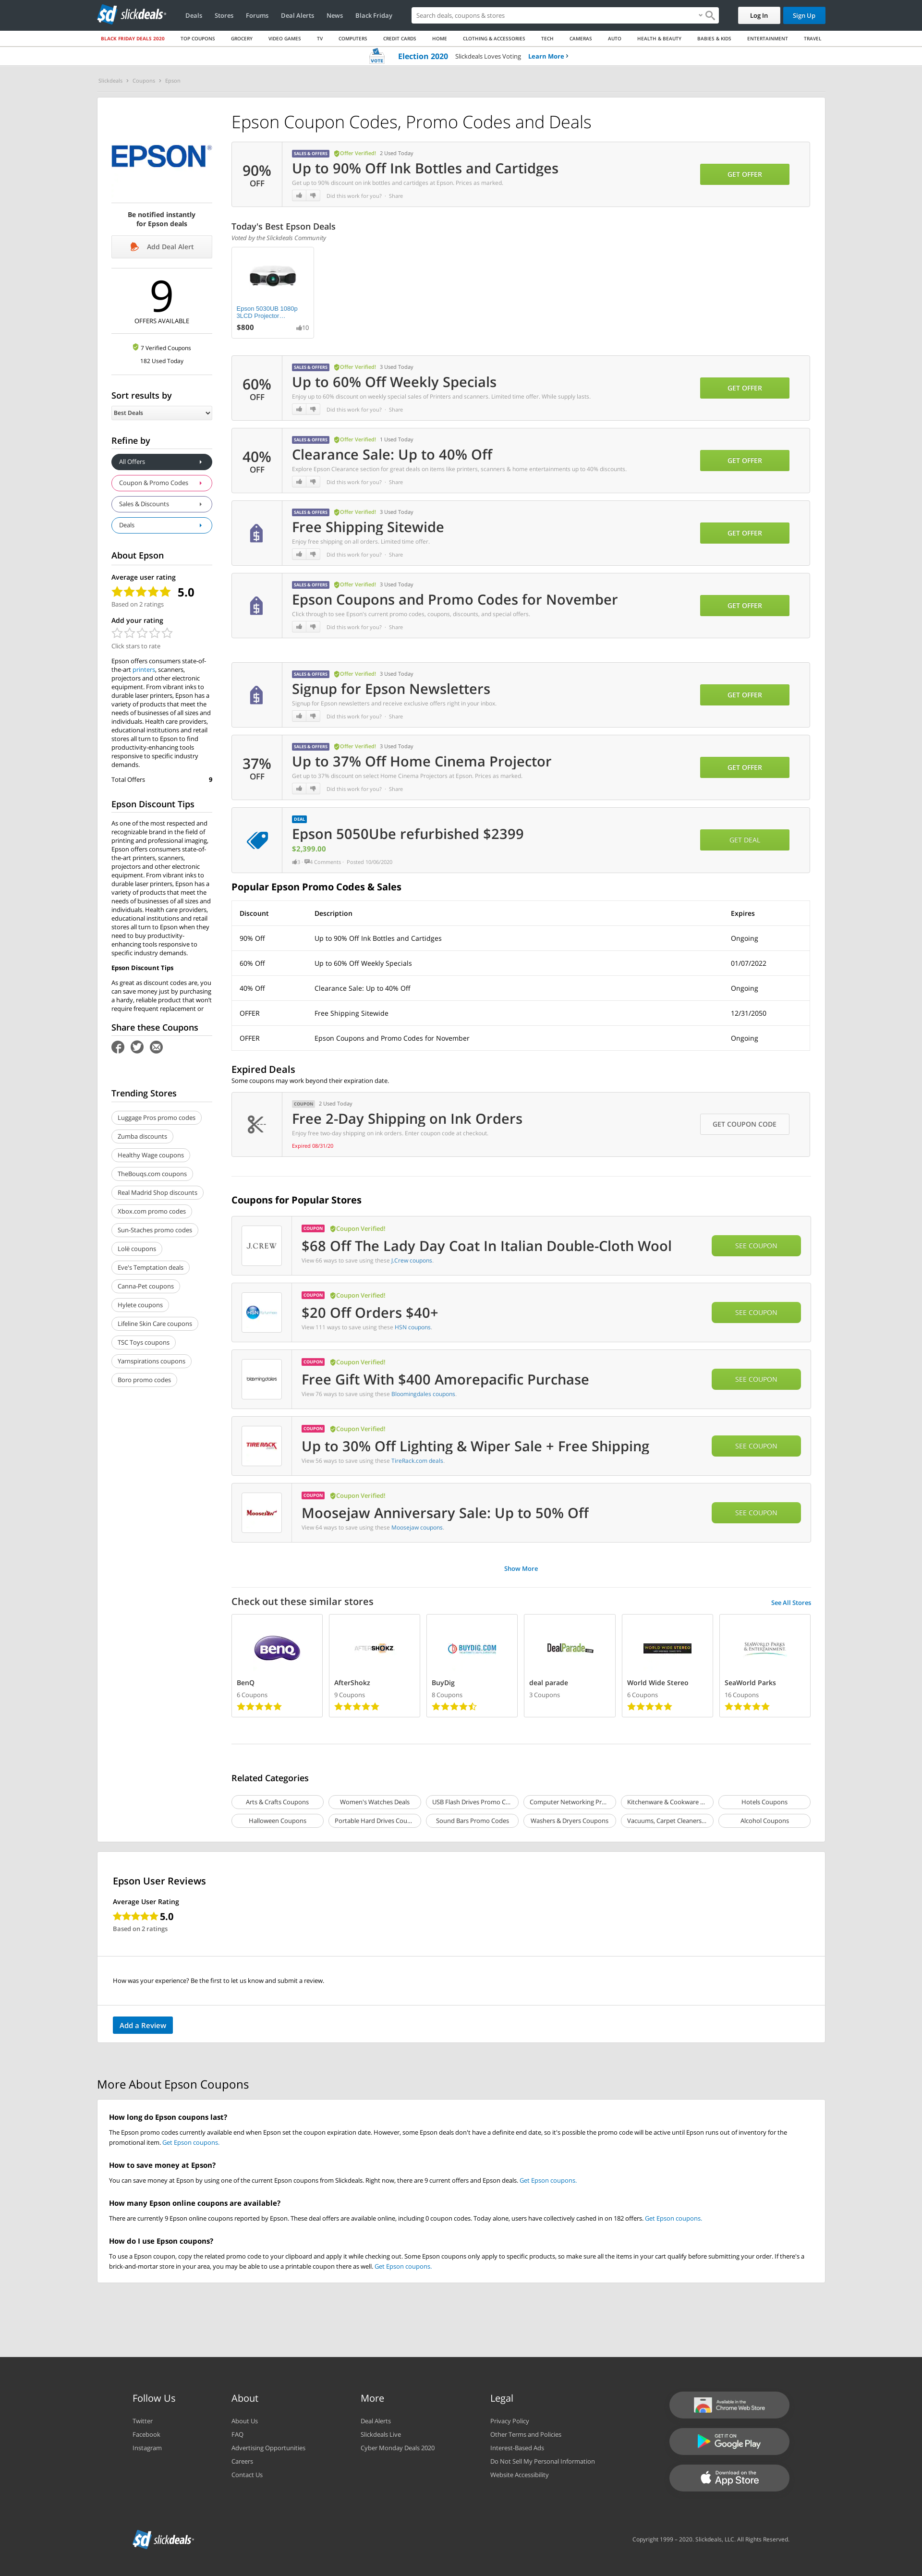 slickdeals
Deals Stores Forums Deal Alerts News Black Friday
Search deals, coupons & stores
Log In
Sign Up
BLACK FRIDAY DEALS 2020 TOP COUPONS GROCERY VIDEO GAMES TV COMPUTERS CREDIT CARDS HOME CLOTHING & ACCESSORIES TECH CAMERAS AUTO HEALTH & BEAUTY BABIES & KIDS ENTERTAINMENT TRAVEL
VOTE
Election 2020 Slickdeals Loves Voting Learn More ›
Slickdeals › Coupons › Epson
EPSON
Be notified instantly
for Epson deals
Add Deal Alert
9
OFFERS AVAILABLE
7 Verified Coupons
182 Used Today
Sort results by
Best Deals
Refine by
All Offers
Coupon & Promo Codes
Sales & Discounts
Deals
About Epson
Average user rating
5.0
Based on 2 ratings
Add your rating
Click stars to rate
Epson offers consumers state-of-
the-art printers, scanners,
projectors and other electronic
equipment. From vibrant inks to
durable laser printers, Epson has a
variety of products that meet the
needs of businesses of all sizes and
individuals. Health care providers,
educational institutions and retail
stores all turn to Epson to find
productivity-enhancing tools
responsive to specific industry
demands.
Total Offers 9
Epson Discount Tips
As one of the most respected and
recognizable brand in the field of
printing and professional imaging,
Epson offers consumers state-of-
the-art printers, scanners,
projectors and other electronic
equipment. From vibrant inks to
durable laser printers, Epson has a
variety of products that meet the
needs of businesses of all sizes and
individuals. Health care providers,
educational institutions and retail
stores all turn to Epson when they
need to buy productivity-
enhancing tools responsive to
specific industry demands.
Epson Discount Tips
As great as discount codes are, you
can save money just by purchasing
a hardy, reliable product that won't
require frequent replacement or
Share these Coupons
Trending Stores
Luggage Pros promo codes
Zumba discounts
Healthy Wage coupons
TheBouqs.com coupons
Real Madrid Shop discounts
Xbox.com promo codes
Sun-Staches promo codes
Lolë coupons
Eve's Temptation deals
Canna-Pet coupons
Hylete coupons
Lifeline Skin Care coupons
TSC Toys coupons
Yarnspirations coupons
Boro promo codes
Epson Coupon Codes, Promo Codes and Deals
90%
OFF
SALES & OFFERS Offer Verified! 2 Used Today
Up to 90% Off Ink Bottles and Cartidges
Get up to 90% discount on ink bottles and cartidges at Epson. Prices as marked.
Did this work for you? · Share
GET OFFER
Today's Best Epson Deals
Voted by the Slickdeals Community
Epson 5030UB 1080p
3LCD Projector...
$800 10
60%
OFF
SALES & OFFERS Offer Verified! 3 Used Today
Up to 60% Off Weekly Specials
Enjoy up to 60% discount on weekly special sales of Printers and scanners. Limited time offer. While supply lasts.
Did this work for you? · Share
GET OFFER
40%
OFF
SALES & OFFERS Offer Verified! 1 Used Today
Clearance Sale: Up to 40% Off
Explore Epson Clearance section for great deals on items like printers, scanners & home entertainments up to 40% discounts.
Did this work for you? · Share
GET OFFER
SALES & OFFERS Offer Verified! 3 Used Today
Free Shipping Sitewide
Enjoy free shipping on all orders. Limited time offer.
Did this work for you? · Share
GET OFFER
SALES & OFFERS Offer Verified! 3 Used Today
Epson Coupons and Promo Codes for November
Click through to see Epson's current promo codes, coupons, discounts, and special offers.
Did this work for you? · Share
GET OFFER
SALES & OFFERS Offer Verified! 3 Used Today
Signup for Epson Newsletters
Signup for Epson newsletters and receive exclusive offers right in your inbox.
Did this work for you? · Share
GET OFFER
37%
OFF
SALES & OFFERS Offer Verified! 3 Used Today
Up to 37% Off Home Cinema Projector
Get up to 37% discount on select Home Cinema Projectors at Epson. Prices as marked.
Did this work for you? · Share
GET OFFER
DEAL
Epson 5050Ube refurbished $2399
$2,399.00
0 6 Comments · Posted 10/06/2020
GET DEAL
Popular Epson Promo Codes & Sales
Discount Description Expires
90% Off Up to 90% Off Ink Bottles and Cartidges Ongoing
60% Off Up to 60% Off Weekly Specials 01/07/2022
40% Off Clearance Sale: Up to 40% Off Ongoing
OFFER Free Shipping Sitewide 12/31/2050
OFFER Epson Coupons and Promo Codes for November Ongoing
Expired Deals
Some coupons may work beyond their expiration date.
COUPON 2 Used Today
Free 2-Day Shipping on Ink Orders
Enjoy free two-day shipping on ink orders. Enter coupon code at checkout.
Expired 08/31/20
GET COUPON CODE
Coupons for Popular Stores
J.CREW
COUPON Coupon Verified!
$68 Off The Lady Day Coat In Italian Double-Cloth Wool
View 66 ways to save using these J.Crew coupons.
SEE COUPON
HSN
COUPON Coupon Verified!
$20 Off Orders $40+
View 111 ways to save using these HSN coupons.
SEE COUPON
bloomingdales
COUPON Coupon Verified!
Free Gift With $400 Amorepacific Purchase
View 76 ways to save using these Bloomingdales coupons.
SEE COUPON
TIRE RACK
COUPON Coupon Verified!
Up to 30% Off Lighting & Wiper Sale + Free Shipping
View 56 ways to save using these TireRack.com deals.
SEE COUPON
Moosejaw
COUPON Coupon Verified!
Moosejaw Anniversary Sale: Up to 50% Off
View 64 ways to save using these Moosejaw coupons.
SEE COUPON
Show More
Check out these similar stores
See All Stores
BenQ
BenQ
6 Coupons
AFTERSHOKZ
AfterShokz
9 Coupons
BUYDIG.COM
BuyDig
8 Coupons
DealParade.com
deal parade
3 Coupons
WORLD WIDE STEREO
World Wide Stereo
6 Coupons
SEAWORLD PARKS
& ENTERTAINMENT
SeaWorld Parks
16 Coupons
Related Categories
Arts & Crafts Coupons Women's Watches Deals USB Flash Drives Promo C... Computer Networking Pr... Kitchenware & Cookware ... Hotels Coupons
Halloween Coupons Portable Hard Drives Cou... Sound Bars Promo Codes Washers & Dryers Coupons Vacuums, Carpet Cleaners... Alcohol Coupons
Epson User Reviews
Average User Rating
5.0
Based on 2 ratings
How was your experience? Be the first to let us know and submit a review.
Add a Review
More About Epson Coupons
How long do Epson coupons last?
The Epson promo codes currently available end when Epson set the coupon expiration date. However, some Epson deals don't have a definite end date, so it's possible the promo code will be active until Epson runs out of inventory for the
promotional item. Get Epson coupons.
How to save money at Epson?
You can save money at Epson by using one of the current Epson coupons from Slickdeals. Right now, there are 9 current offers and Epson deals. Get Epson coupons.
How many Epson online coupons are available?
There are currently 9 Epson online coupons reported by Epson. These deal offers are available online, including 0 coupon codes. Today alone, users have collectively cashed in on 182 offers. Get Epson coupons.
How do I use Epson coupons?
To use a Epson coupon, copy the related promo code to your clipboard and apply it while checking out. Some Epson coupons only apply to specific products, so make sure all the items in your cart qualify before submitting your order. If there's a
brick-and-mortar store in your area, you may be able to use a printable coupon there as well. Get Epson coupons.
Follow Us
Twitter
Facebook
Instagram
About
About Us
FAQ
Advertising Opportunities
Careers
Contact Us
More
Deal Alerts
Slickdeals Live
Cyber Monday Deals 2020
Legal
Privacy Policy
Other Terms and Policies
Interest-Based Ads
Do Not Sell My Personal Information
Website Accessibility
Available in the
Chrome Web Store
GET IT ON
Google Play
Download on the
App Store
slickdeals
Copyright 1999 – 2020. Slickdeals, LLC. All Rights Reserved.